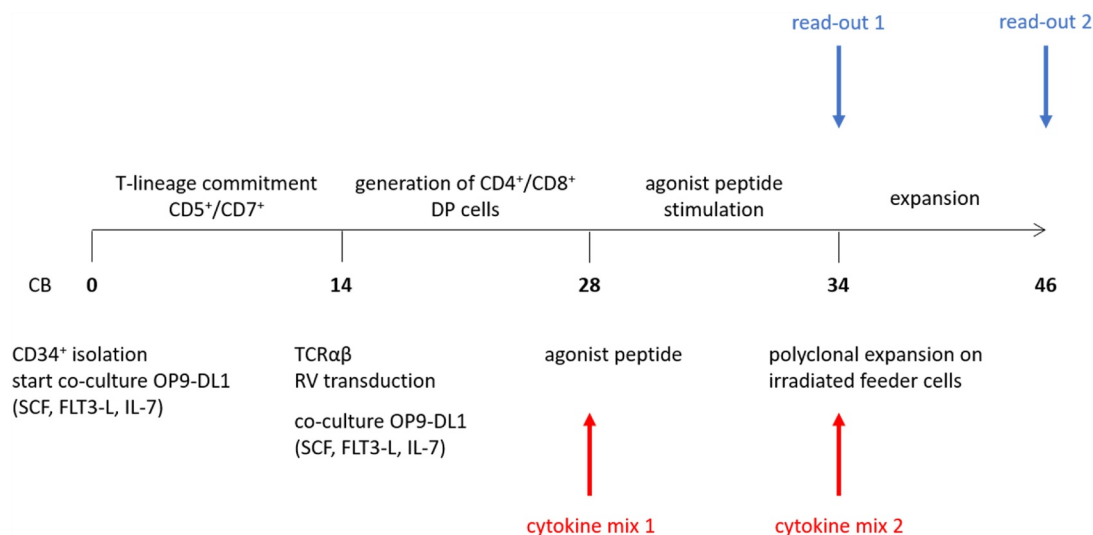 read-out 1
read-out 2
T-lineage commitment
CD5⁺/CD7⁺
generation of CD4⁺/CD8⁺
DP cells
agonist peptide
stimulation
expansion
CB
0
14
28
34
46
CD34⁺ isolation
start co-culture OP9-DL1
(SCF, FLT3-L, IL-7)
TCRαβ
RV transduction
co-culture OP9-DL1
(SCF, FLT3-L, IL-7)
agonist peptide
polyclonal expansion on
irradiated feeder cells
cytokine mix 1
cytokine mix 2